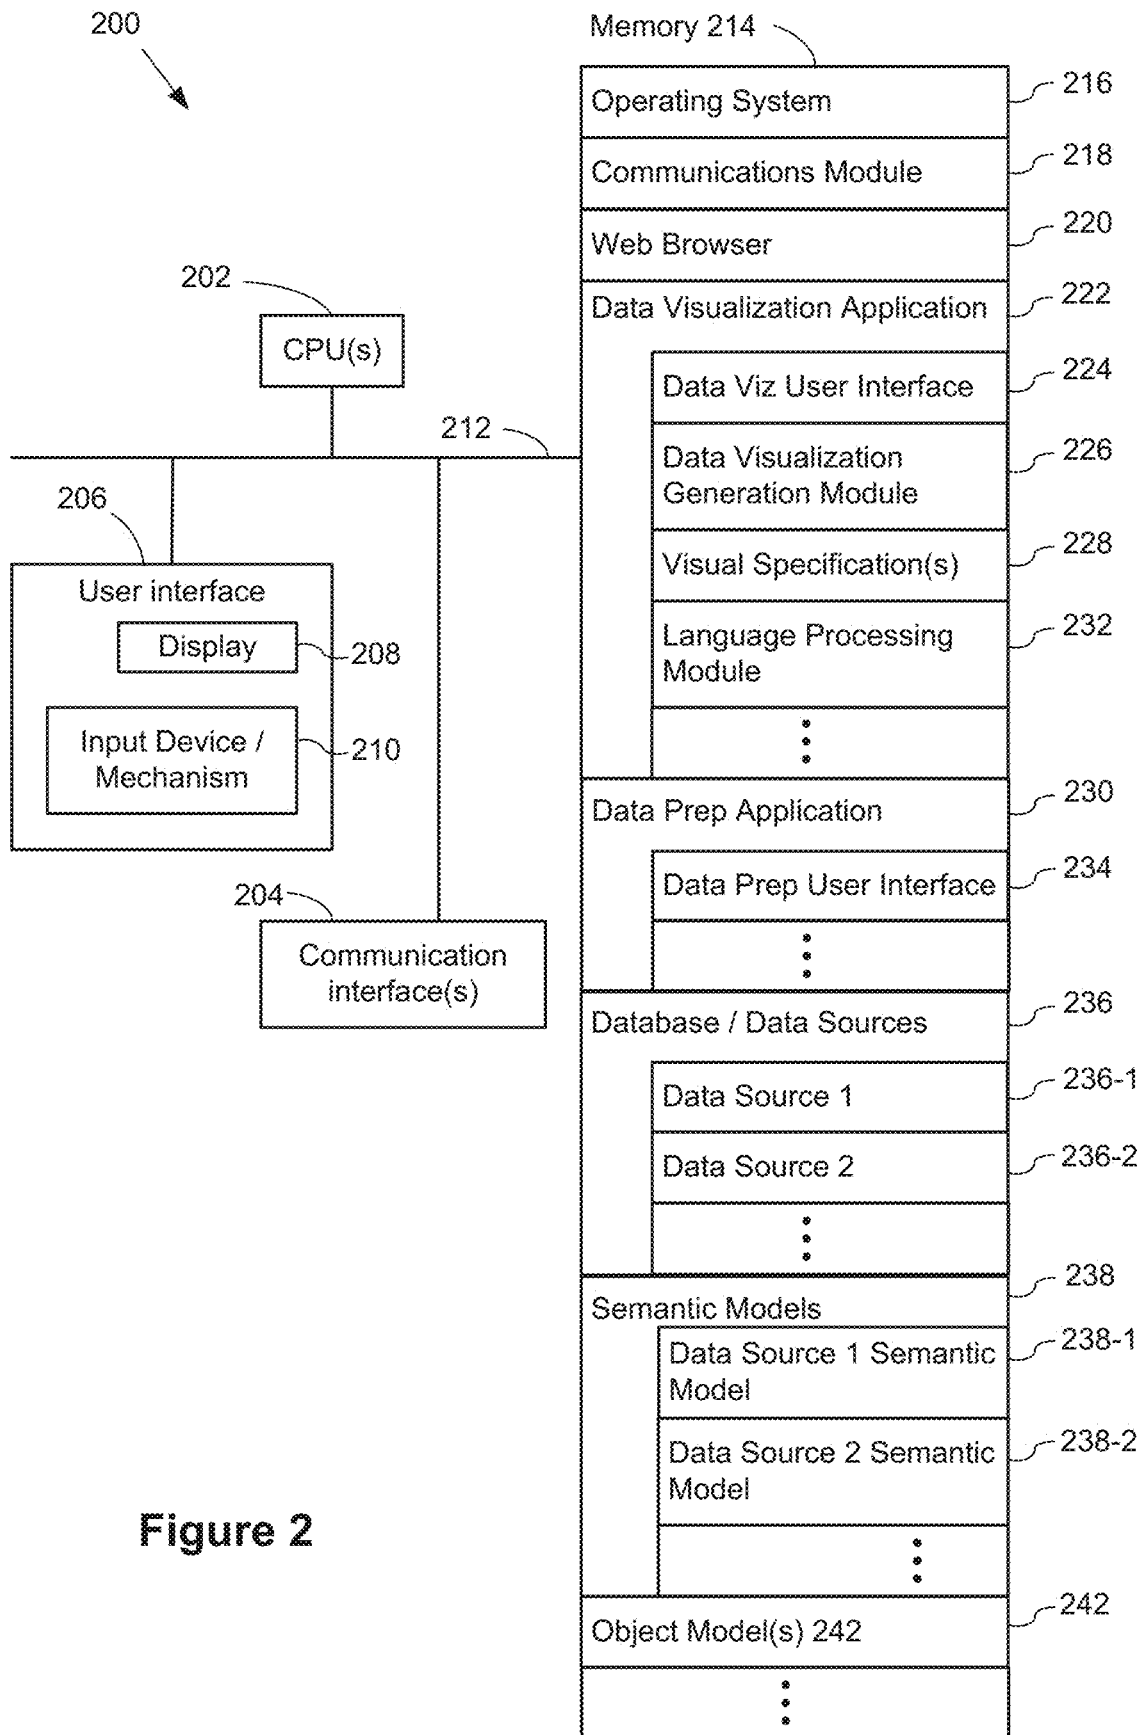 200
Memory 214
Operating System
216
Communications Module
218
Web Browser
220
202
CPU(s)
Data Visualization Application
222
Data Viz User Interface
224
212
Data Visualization
Generation Module
226
206
User interface
Display
208
Input Device /
Mechanism
210
Visual Specification(s)
228
Language Processing
Module
232
Data Prep Application
230
Data Prep User Interface
234
204
Communication
interface(s)
Database / Data Sources
236
Data Source 1
236-1
Data Source 2
236-2
Semantic Models
238
Data Source 1 Semantic
Model
238-1
Data Source 2 Semantic
Model
238-2
Figure 2
Object Model(s) 242
242